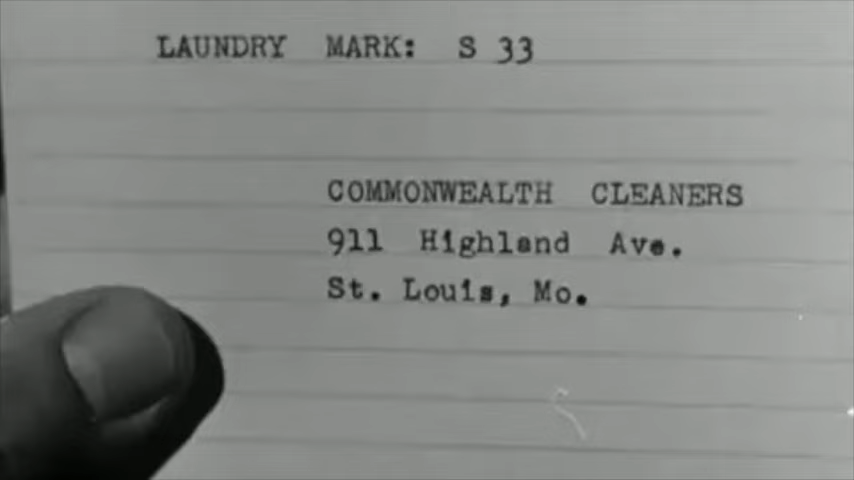 LAUNDRY MARK: S 33
COMMONWEALTH CLEANERS
911 Highland Ave.
St. Louis, Mo.